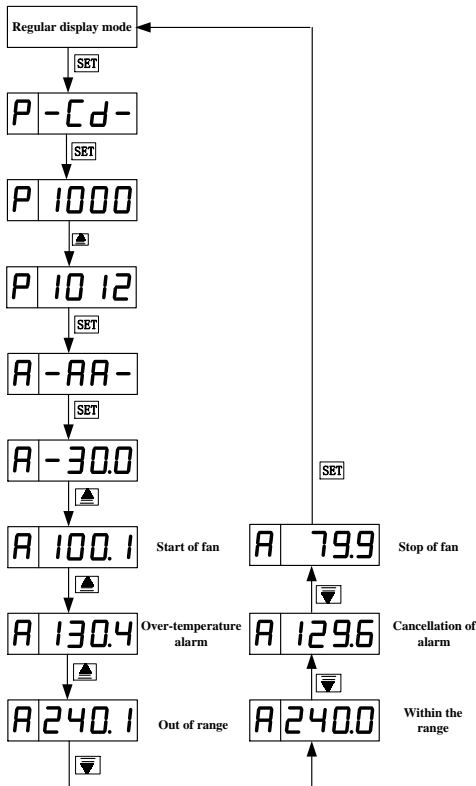 Regular display mode
SET
P -Cd-
SET
P 1000
P 1012
SET
A -AA-
SET
A -30.0
A 100.1 Start of fan
A 130.4 Over-temperature
alarm
A 240.1 Out of range
SET
A 79.9 Stop of fan
A 129.6 Cancellation of
alarm
A 240.0 Within the
range